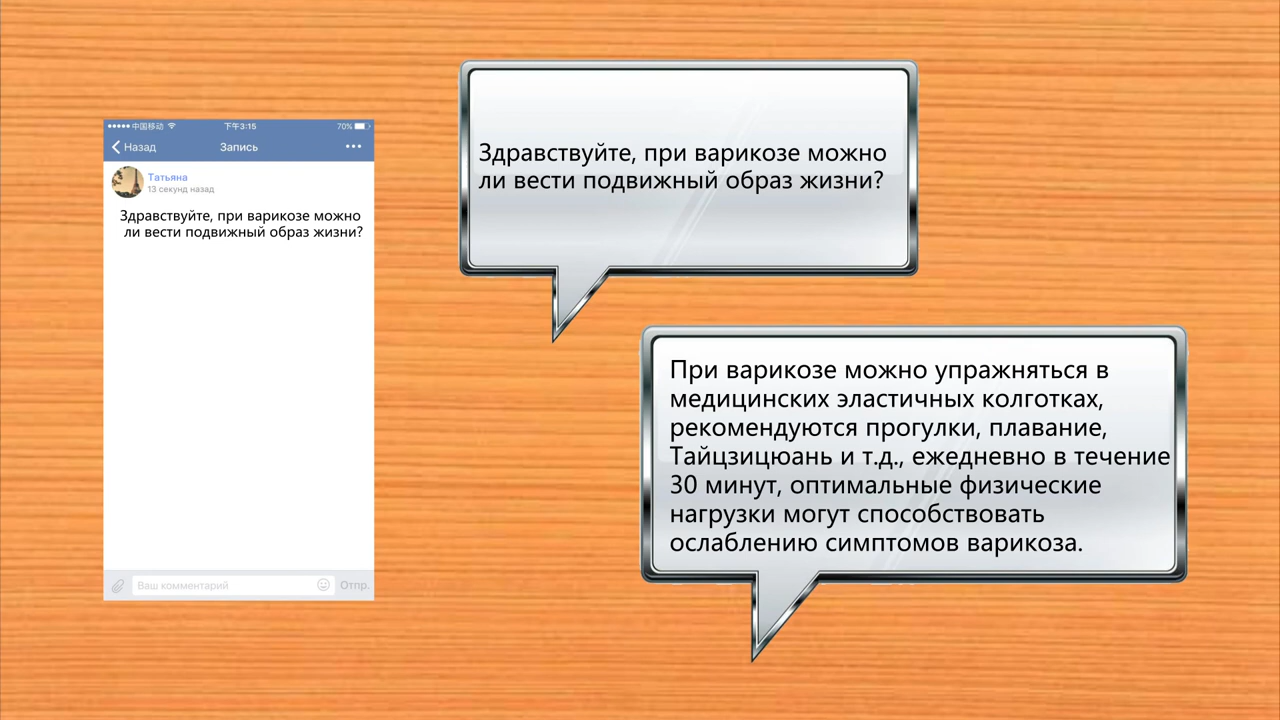 中国移动
下午3:15
70%
Назад
Запись
Татьяна
13 секунд назад
Здравствуйте, при варикозе можно
ли вести подвижный образ жизни?
Ваш комментарий
Отпр.
Здравствуйте, при варикозе можно
ли вести подвижный образ жизни?
При варикозе можно упражняться в
медицинских эластичных колготках,
рекомендуются прогулки, плавание,
Тайцзицюань и т.д., ежедневно в течение
30 минут, оптимальные физические
нагрузки могут способствовать
ослаблению симптомов варикоза.